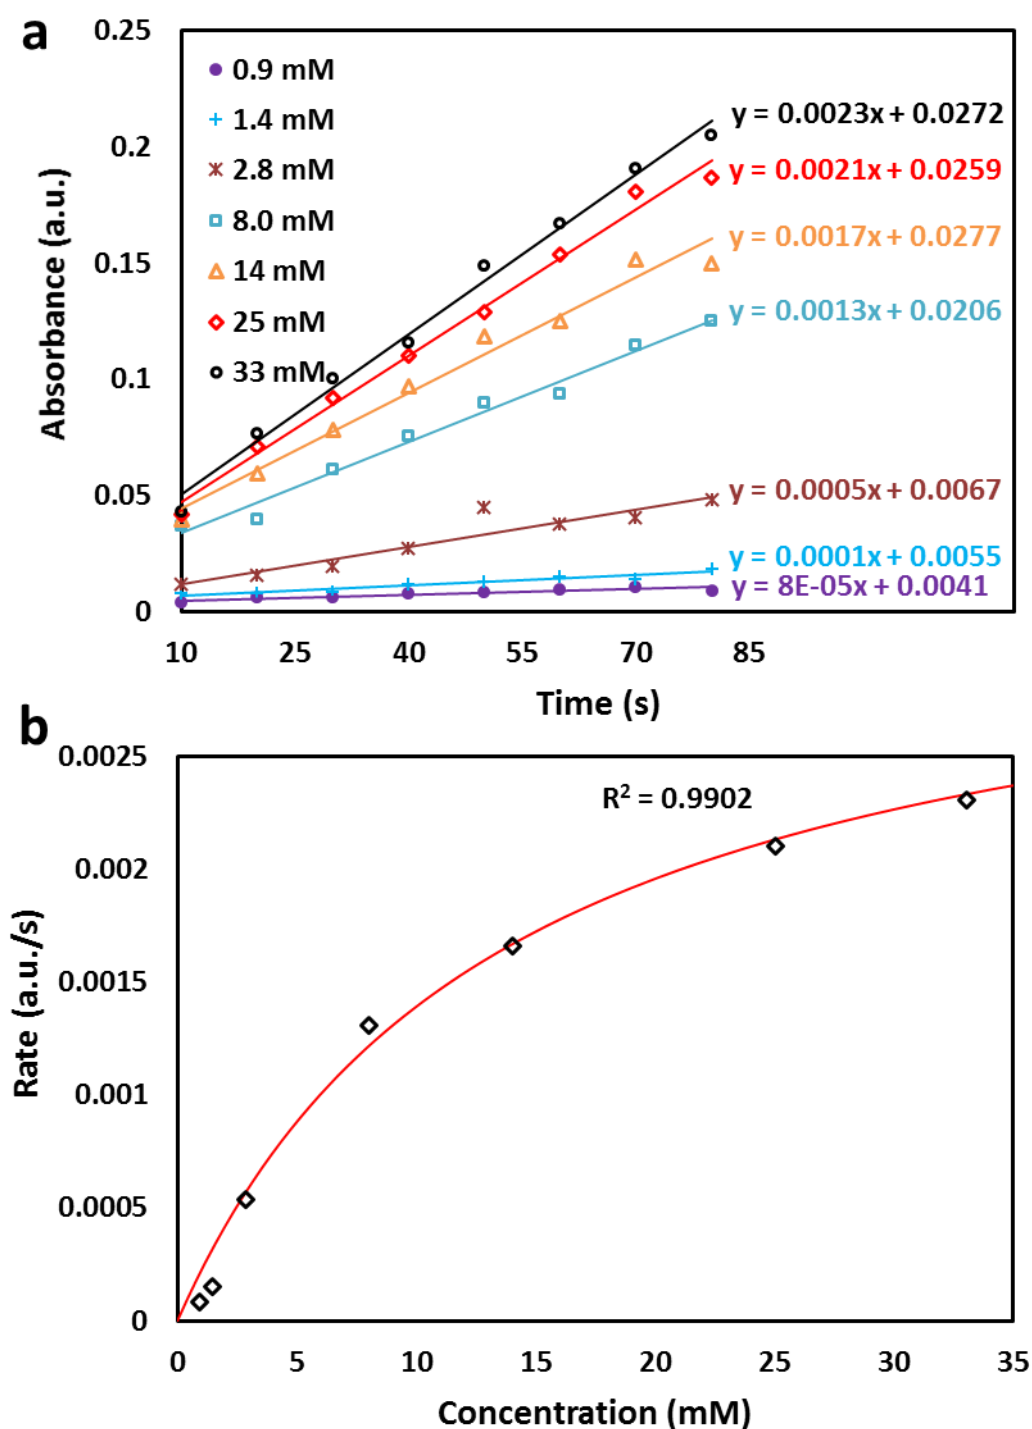 a
Absorbance (a.u.)
0.25
0.2
0.15
0.1
0.05
0
0.9 mM
1.4 mM
2.8 mM
8.0 mM
14 mM
25 mM
33 mM
y = 0.0023x + 0.0272
y = 0.0021x + 0.0259
y = 0.0017x + 0.0277
y = 0.0013x + 0.0206
y = 0.0005x + 0.0067
y = 0.0001x + 0.0055
y = 8E-05x + 0.0041
10 25 40 55 70 85
Time (s)
b
Rate (a.u./s)
0.0025
0.002
0.0015
0.001
0.0005
0
R² = 0.9902
0 5 10 15 20 25 30 35
Concentration (mM)